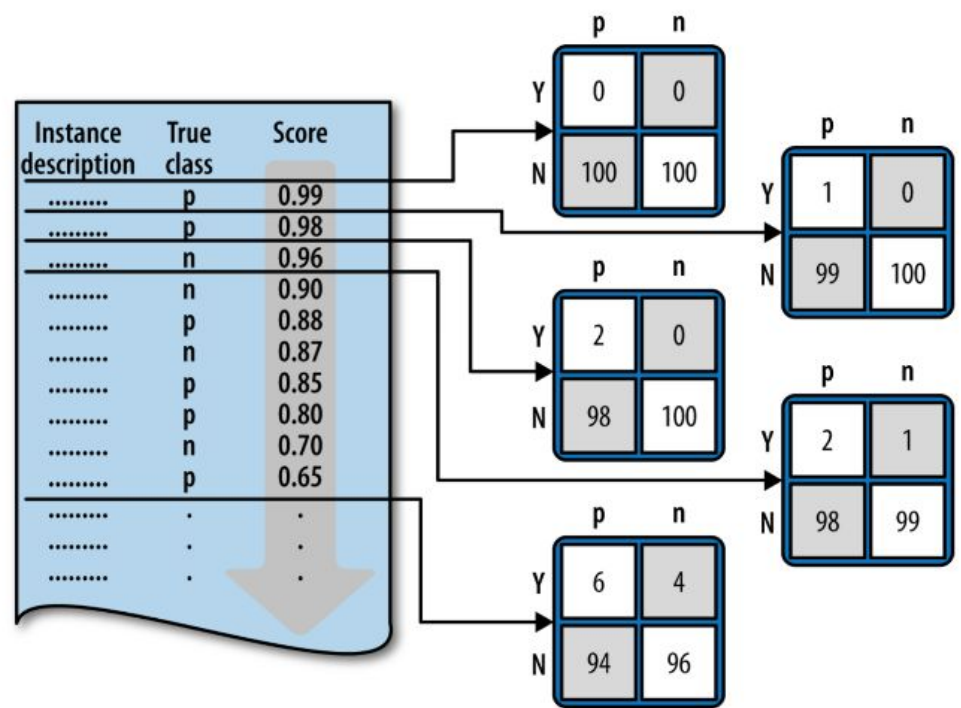 Instance description True class Score
......... p 0.99
......... p 0.98
......... n 0.96
......... n 0.90
......... p 0.88
......... n 0.87
......... p 0.85
......... p 0.80
......... n 0.70
......... p 0.65
......... . .
......... . .
......... . .
p n
Y 0 0
N 100 100
p n
Y 1 0
N 99 100
p n
Y 2 0
N 98 100
p n
Y 2 1
N 98 99
p n
Y 6 4
N 94 96